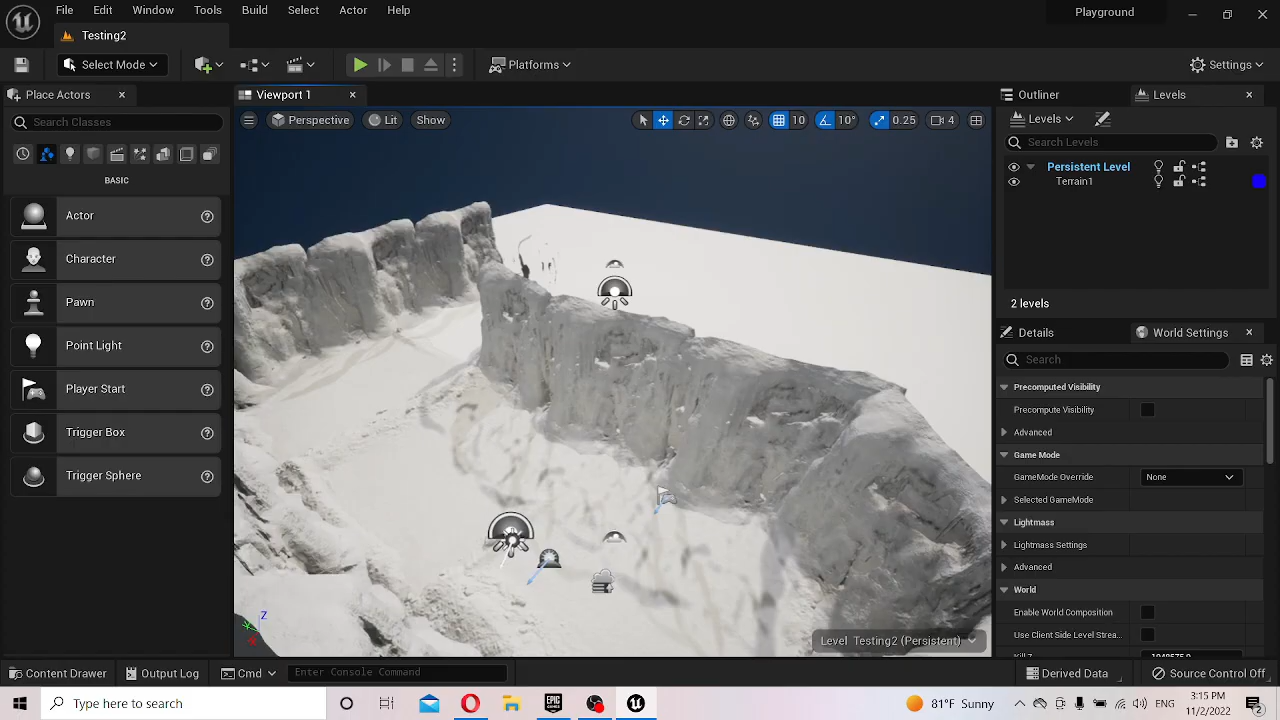 File Edit Window Tools Build Select Actor Help
Playground
Testing2
Select Mode
Platforms
Settings
Place Actors
Viewport 1
Outliner
Levels
Search Classes
Perspective
Lit
Show
10
10°
0.25
4
Levels
Search Levels
Persistent Level
Terrain1
BASIC
Actor
Character
Pawn
Point Light
Player Start
Trigger Box
Trigger Sphere
2 levels
Details
World Settings
Search
Precomputed Visibility
Precompute Visibility
Advanced
Game Mode
GameMode Override
None
Selected GameMode
Lightmass
Lightmass Settings
Advanced
World
Enable World Composition
Use Client Side Level Strea
Z
Level: Testing2 (Persistent)
Content Drawer
Output Log
Cmd
Enter Console Command
Derived Data
Source Control Off
Type here to search
EPIC GAMES
81°F Sunny
3:15 PM
11/2/2022
2